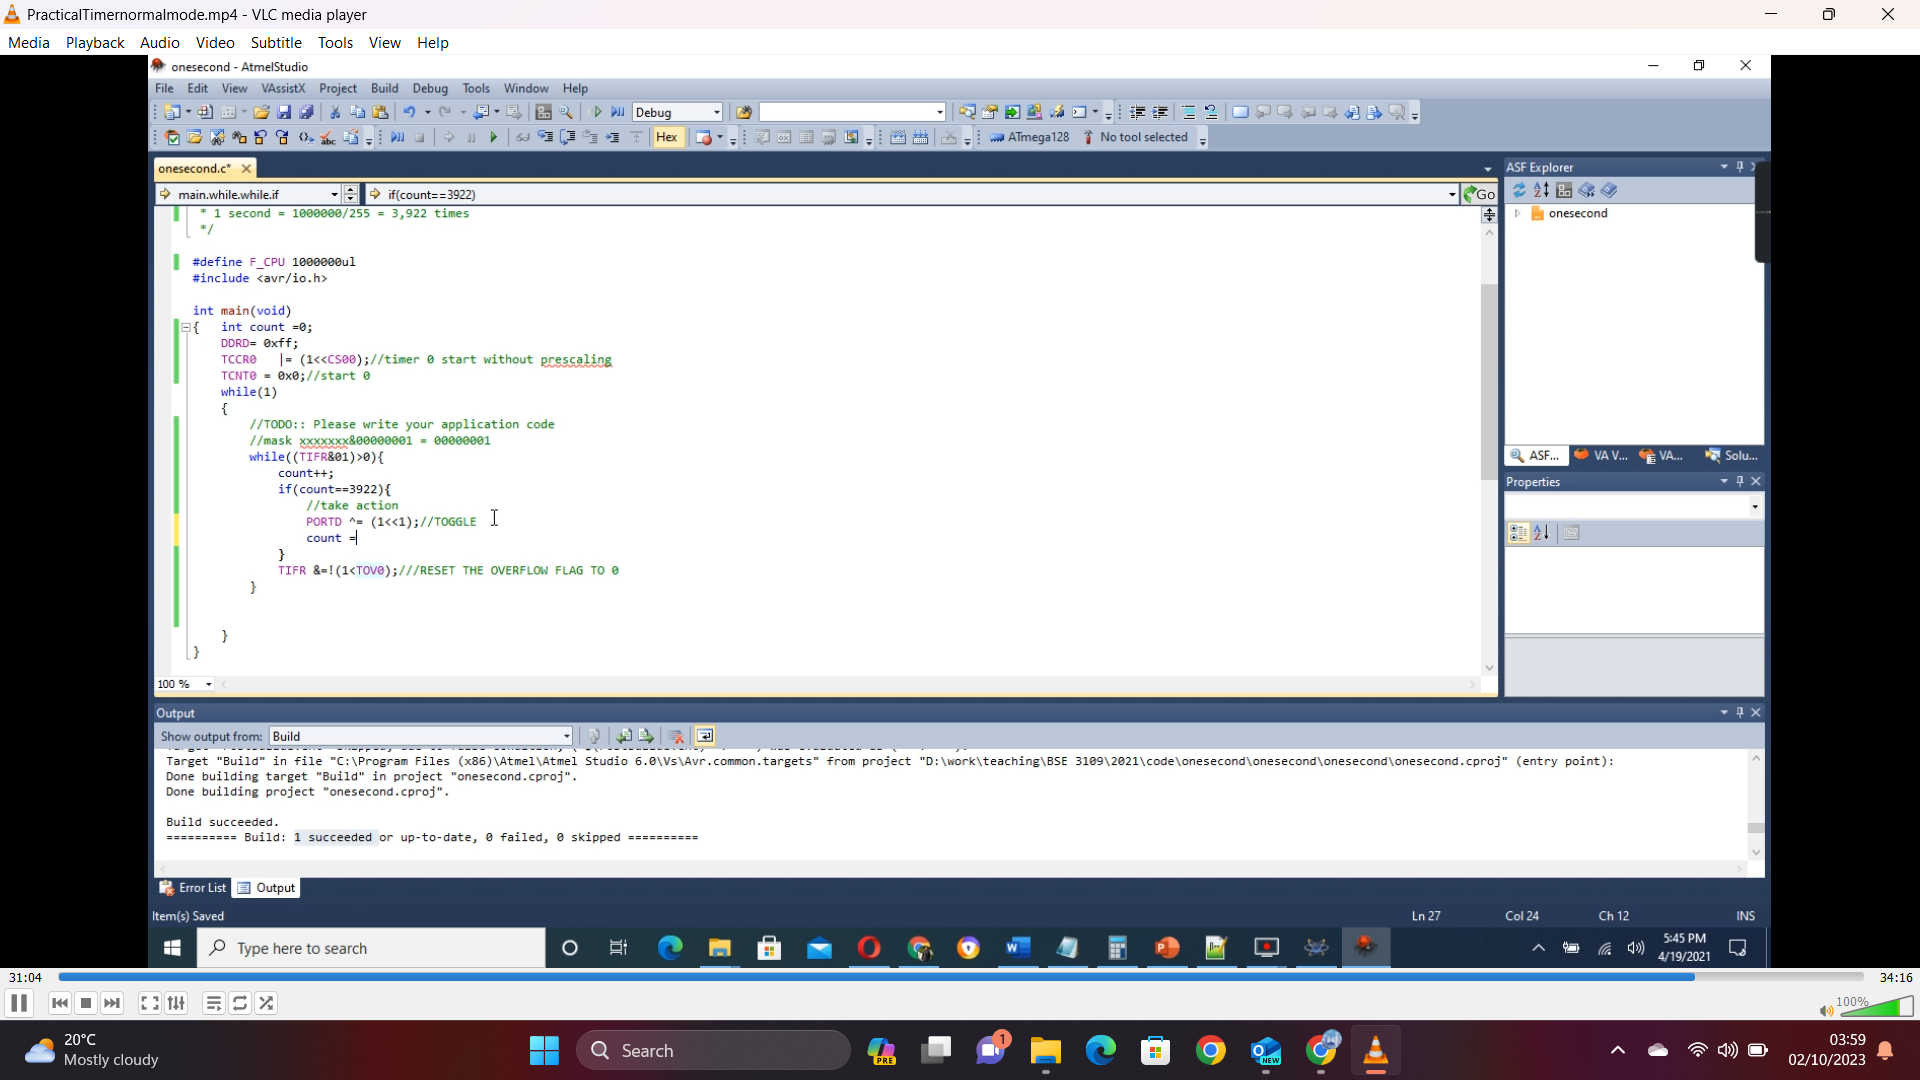 PracticalTimernormalmode.mp4 - VLC media player
Media Playback Audio Video Subtitle Tools View Help
onesecond - AtmelStudio
File Edit View VAssistX Project Build Debug Tools Window Help
Debug
Hex
ATmega128 No tool selected
onesecond.c*
main.while.while.if
if(count==3922)
Go
* 1 second = 1000000/255 = 3,922 times
*/
#define F_CPU 1000000ul
#include <avr/io.h>
int main(void)
{ int count =0;
DDRD= 0xff;
TCCR0 |= (1<<CS00);//timer 0 start without prescaling
TCNT0 = 0x0;//start 0
while(1)
{
//TODO:: Please write your application code
//mask xxxxxxx&00000001 = 00000001
while((TIFR&01)>0){
count++;
if(count==3922){
//take action
PORTD ^= (1<<1);//TOGGLE
count =
}
TIFR &=!(1<TOV0);///RESET THE OVERFLOW FLAG TO 0
}
}
}
100 %
ASF Explorer
onesecond
ASF... VA V... VA... Solu...
Properties
Output
Show output from: Build
Target "Build" in file "C:\Program Files (x86)\Atmel\Atmel Studio 6.0\Vs\Avr.common.targets" from project "D:\work\teaching\BSE 3109\2021\code\onesecond\onesecond\onesecond\onesecond.cproj" (entry point):
Done building target "Build" in project "onesecond.cproj".
Done building project "onesecond.cproj".
Build succeeded.
========== Build: 1 succeeded or up-to-date, 0 failed, 0 skipped ==========
Error List Output
Item(s) Saved
Ln 27 Col 24 Ch 12 INS
Type here to search
5:45 PM
4/19/2021
31:04
34:16
100%
20°C
Mostly cloudy
Search
PRE
1
NEW
03:59
02/10/2023